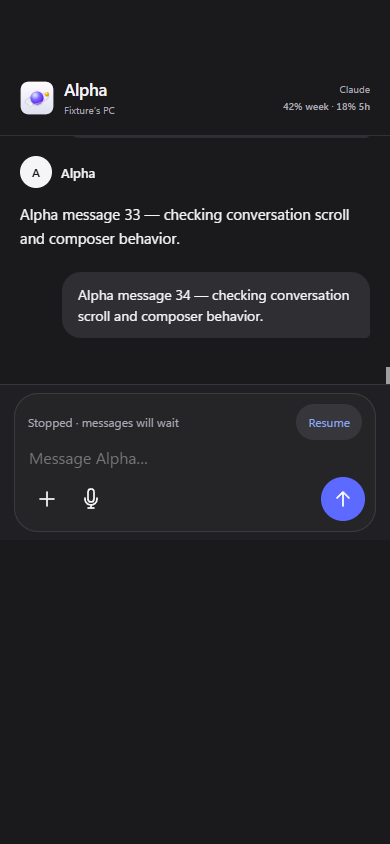 Alpha
Fixture's PC
Claude
42% week · 18% 5h
A
Alpha
Alpha message 33 — checking conversation scroll
and composer behavior.
Alpha message 34 — checking conversation
scroll and composer behavior.
Stopped · messages will wait
Resume
Message Alpha...